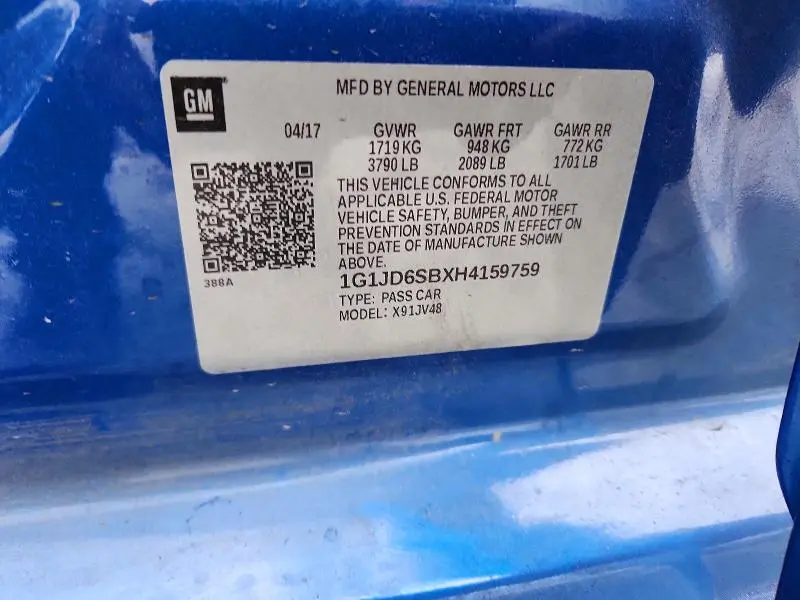 GM
MFD BY GENERAL MOTORS LLC
04/17 GVWR GAWR FRT GAWR RR
1719 KG 948 KG 772 KG
3790 LB 2089 LB 1701 LB
THIS VEHICLE CONFORMS TO ALL
APPLICABLE U.S. FEDERAL MOTOR
VEHICLE SAFETY, BUMPER, AND THEFT
PREVENTION STANDARDS IN EFFECT ON
THE DATE OF MANUFACTURE SHOWN
ABOVE.
388A
1G1JD6SBXH4159759
TYPE: PASS CAR
MODEL: X91JV48